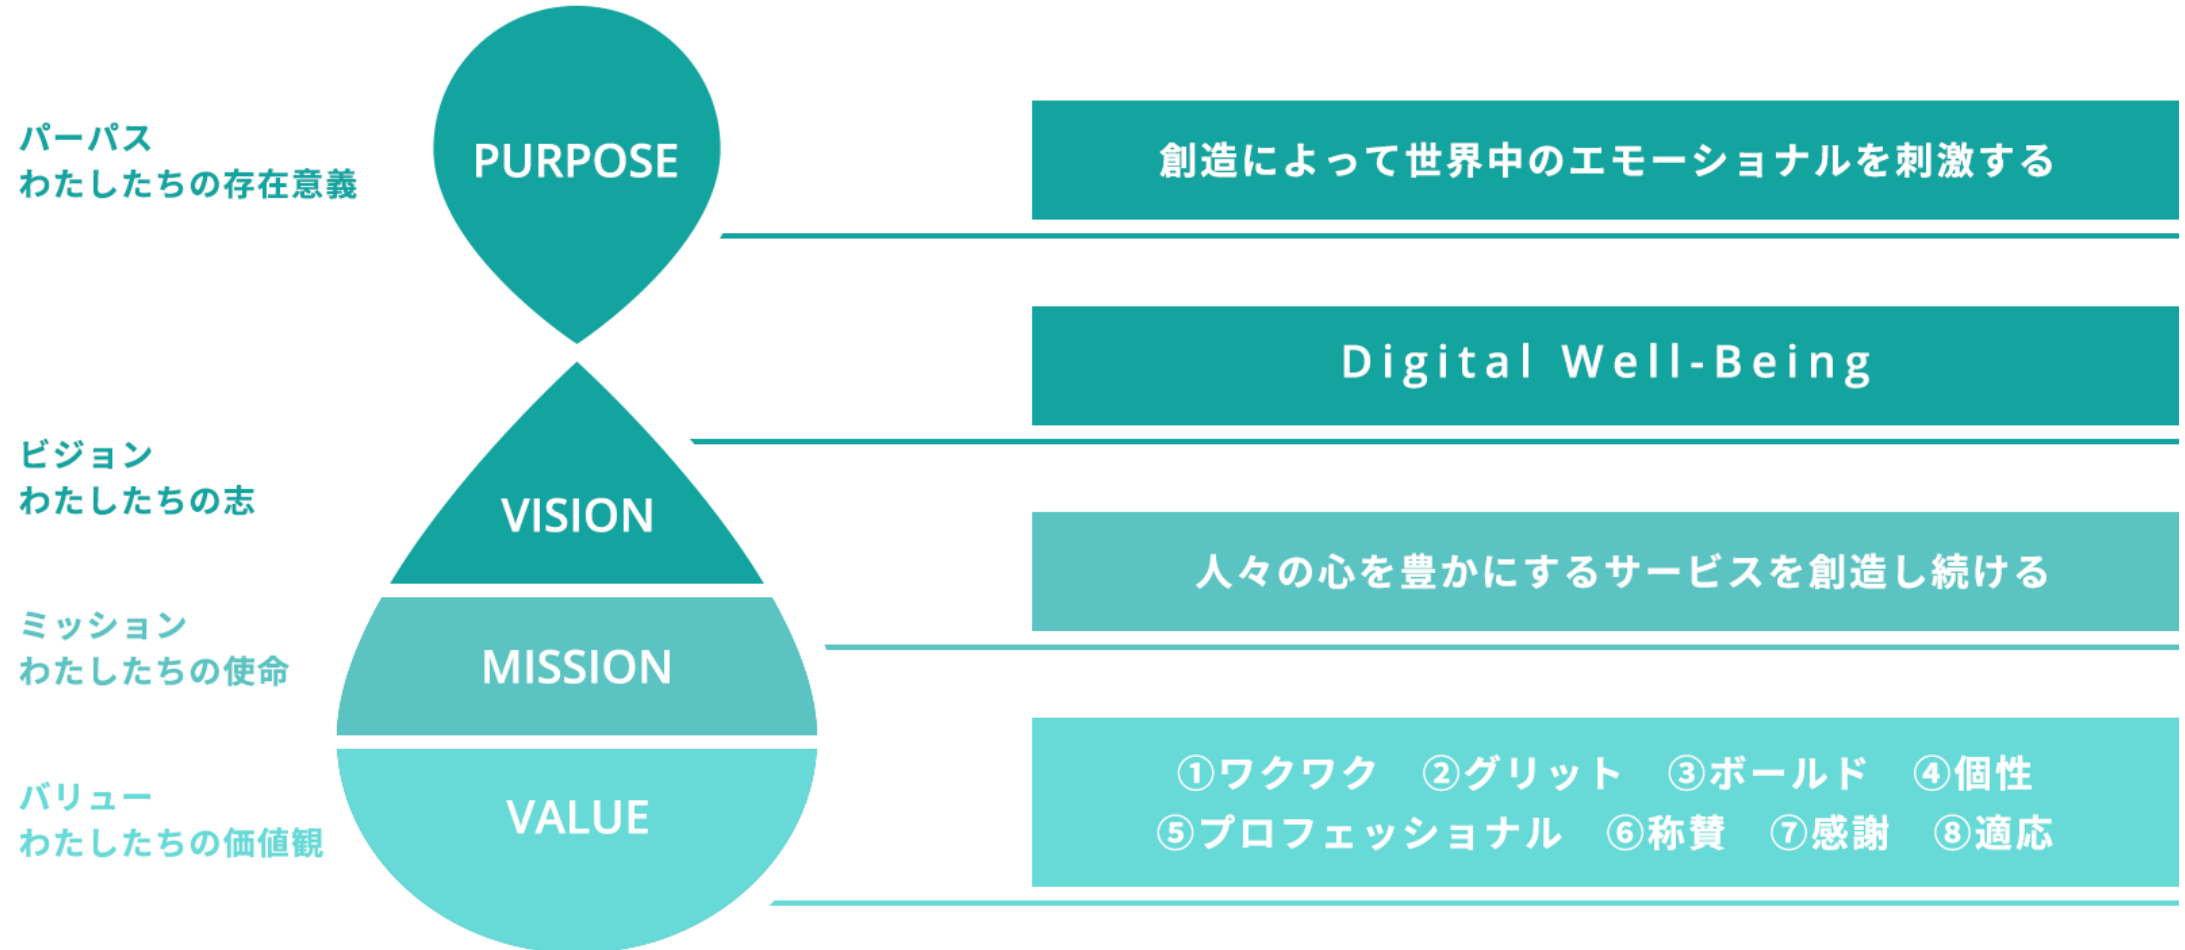 パーパス
わたしたちの存在意義
PURPOSE
創造によって世界中のエモーショナルを刺激する
Digital Well-Being
ビジョン
わたしたちの志
VISION
人々の心を豊かにするサービスを創造し続ける
ミッション
わたしたちの使命
MISSION
バリュー
わたしたちの価値観
VALUE
①ワクワク ②グリット ③ボールド ④個性
⑤プロフェッショナル ⑥称賛 ⑦感謝 ⑧適応